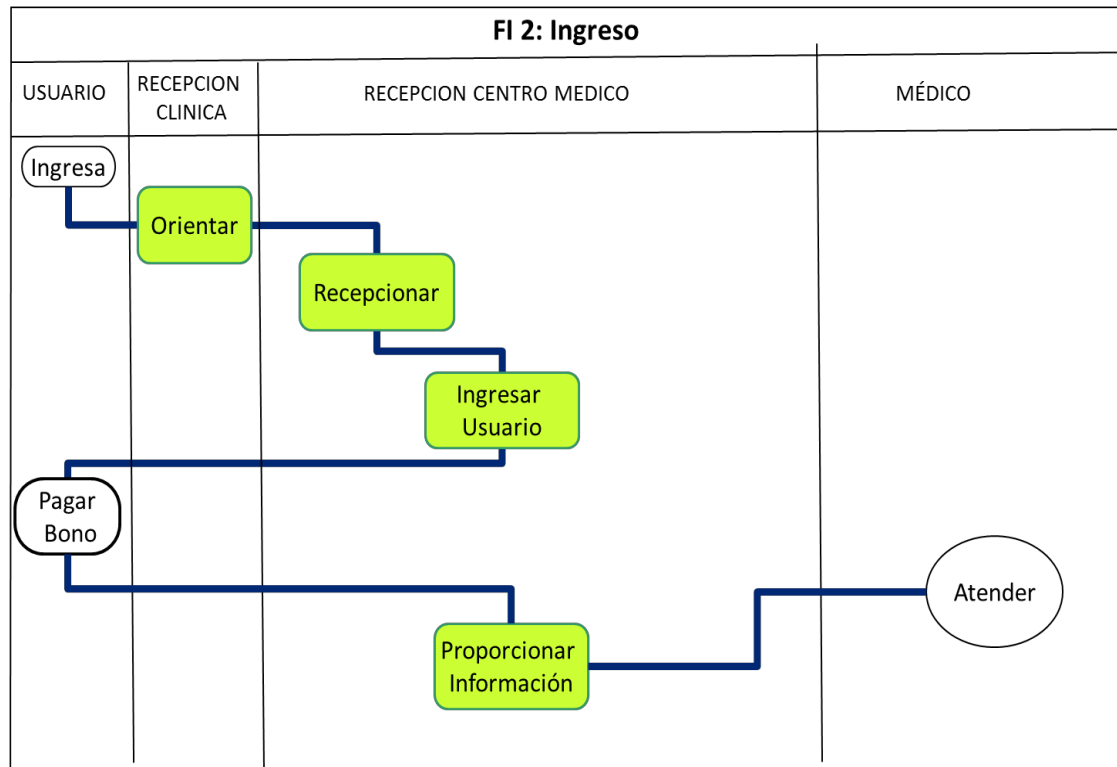 FI 2: Ingreso
USUARIO
RECEPCION
CLINICA
RECEPCION CENTRO MEDICO
MÉDICO
Ingresa
Orientar
Recepcionar
Ingresar
Usuario
Pagar
Bono
Atender
Proporcionar
Información